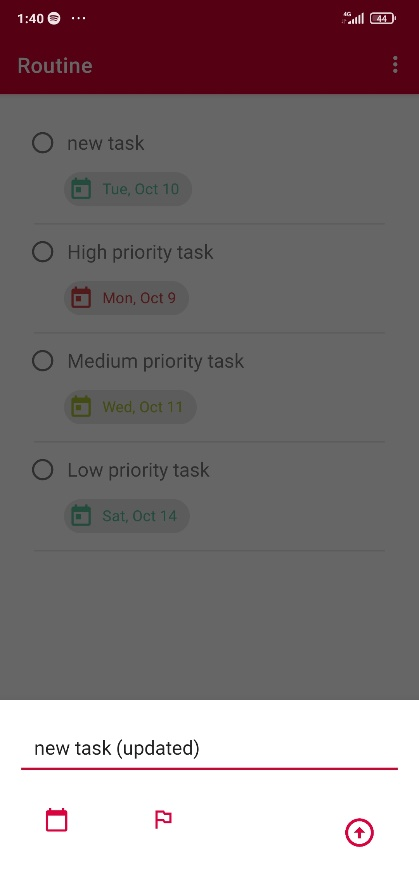 1:40
4G
44
Routine
new task
Tue, Oct 10
High priority task
Mon, Oct 9
Medium priority task
Wed, Oct 11
Low priority task
Sat, Oct 14
new task (updated)